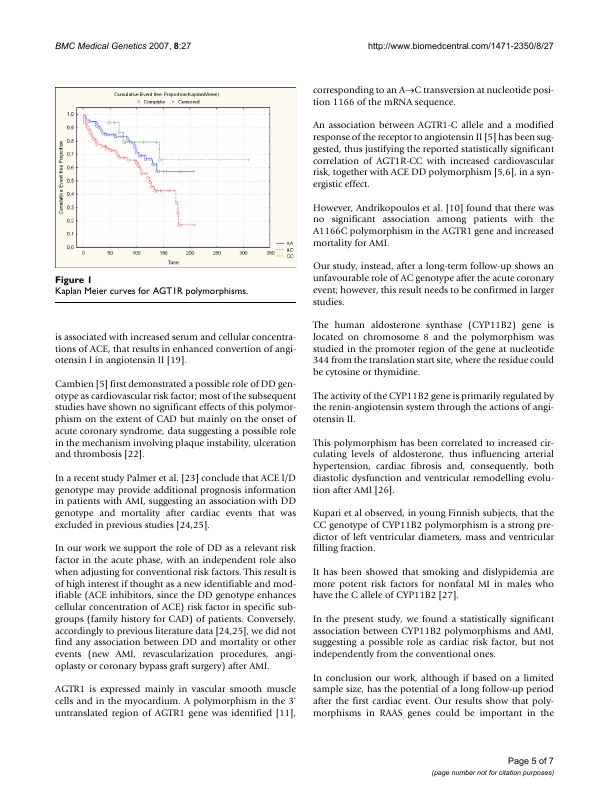 BMC Medical Genetics 2007, 8:27
http://www.biomedcentral.com/1471-2350/8/27
Cumulative Event free Proportion(KaplanMeier)
Complete Censored
1,0
0,9
0,8
0,7
0,6
0,5
0,4
0,3
0,2
0,1
0,0
Cumulative Event free Proportion
0 50 100 150 200 250 300 350
Time
AA
AC
CC
Figure 1
Kaplan Meier curves for AGT1R polymorphisms.
is associated with increased serum and cellular concentra-
tions of ACE, that results in enhanced convertion of angi-
otensin I in angiotensin II [19].
Cambien [5] first demonstrated a possible role of DD gen-
otype as cardiovascular risk factor; most of the subsequent
studies have shown no significant effects of this polymor-
phism on the extent of CAD but mainly on the onset of
acute coronary syndrome, data suggesting a possible role
in the mechanism involving plaque instability, ulceration
and thrombosis [22].
In a recent study Palmer et al. [23] conclude that ACE I/D
genotype may provide additional prognosis information
in patients with AMI, suggesting an association with DD
genotype and mortality after cardiac events that was
excluded in previous studies [24,25].
In our work we support the role of DD as a relevant risk
factor in the acute phase, with an independent role also
when adjusting for conventional risk factors. This result is
of high interest if thought as a new identifiable and mod-
ifiable (ACE inhibitors, since the DD genotype enhances
cellular concentration of ACE) risk factor in specific sub-
groups (family history for CAD) of patients. Conversely,
accordingly to previous literature data [24,25], we did not
find any association between DD and mortality or other
events (new AMI, revascularization procedures, angi-
oplasty or coronary bypass graft surgery) after AMI.
AGTR1 is expressed mainly in vascular smooth muscle
cells and in the myocardium. A polymorphism in the 3'
untranslated region of AGTR1 gene was identified [11],
corresponding to an A→C transversion at nucleotide posi-
tion 1166 of the mRNA sequence.
An association between AGTR1-C allele and a modified
response of the receptor to angiotensin II [5] has been sug-
gested, thus justifying the reported statistically significant
correlation of AGT1R-CC with increased cardiovascular
risk, together with ACE DD polymorphism [5,6], in a syn-
ergistic effect.
However, Andrikopoulos et al. [10] found that there was
no significant association among patients with the
A1166C polymorphism in the AGTR1 gene and increased
mortality for AMI.
Our study, instead, after a long-term follow-up shows an
unfavourable role of AC genotype after the acute coronary
event; however, this result needs to be confirmed in larger
studies.
The human aldosterone synthase (CYP11B2) gene is
located on chromosome 8 and the polymorphism was
studied in the promoter region of the gene at nucleotide
344 from the translation start site, where the residue could
be cytosine or thymidine.
The activity of the CYP11B2 gene is primarily regulated by
the renin-angiotensin system through the actions of angi-
otensin II.
This polymorphism has been correlated to increased cir-
culating levels of aldosterone, thus influencing arterial
hypertension, cardiac fibrosis and, consequently, both
diastolic dysfunction and ventricular remodelling evolu-
tion after AMI [26].
Kupari et al observed, in young Finnish subjects, that the
CC genotype of CYP11B2 polymorphism is a strong pre-
dictor of left ventricular diameters, mass and ventricular
filling fraction.
It has been showed that smoking and dislypidemia are
more potent risk factors for nonfatal MI in males who
have the C allele of CYP11B2 [27].
In the present study, we found a statistically significant
association between CYP11B2 polymorphisms and AMI,
suggesting a possible role as cardiac risk factor, but not
independently from the conventional ones.
In conclusion our work, although if based on a limited
sample size, has the potential of a long follow-up period
after the first cardiac event. Our results show that poly-
morphisms in RAAS genes could be important in the
Page 5 of 7
(page number not for citation purposes)